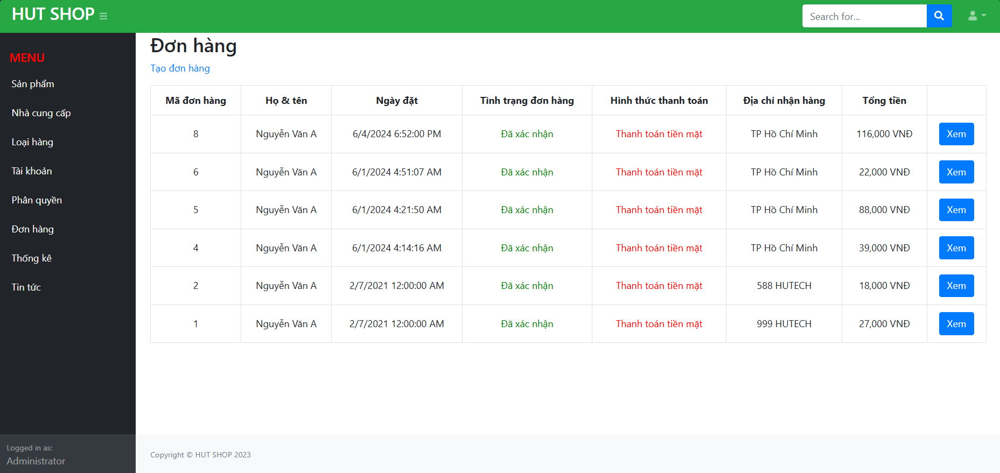 HUT SHOP
Search for...
MENU
Sản phẩm
Nhà cung cấp
Loại hàng
Tài khoản
Phân quyền
Đơn hàng
Thống kê
Tin tức
Logged in as:
Administrator
Đơn hàng
Tạo đơn hàng
Mã đơn hàng Họ & tên Ngày đặt Tình trạng đơn hàng Hình thức thanh toán Địa chỉ nhận hàng Tổng tiền
8 Nguyễn Văn A 6/4/2024 6:52:00 PM Đã xác nhận Thanh toán tiền mặt TP Hồ Chí Minh 116,000 VNĐ Xem
6 Nguyễn Văn A 6/1/2024 4:51:07 AM Đã xác nhận Thanh toán tiền mặt TP Hồ Chí Minh 22,000 VNĐ Xem
5 Nguyễn Văn A 6/1/2024 4:21:50 AM Đã xác nhận Thanh toán tiền mặt TP Hồ Chí Minh 88,000 VNĐ Xem
4 Nguyễn Văn A 6/1/2024 4:14:16 AM Đã xác nhận Thanh toán tiền mặt TP Hồ Chí Minh 39,000 VNĐ Xem
2 Nguyễn Văn A 2/7/2021 12:00:00 AM Đã xác nhận Thanh toán tiền mặt 588 HUTECH 18,000 VNĐ Xem
1 Nguyễn Văn A 2/7/2021 12:00:00 AM Đã xác nhận Thanh toán tiền mặt 999 HUTECH 27,000 VNĐ Xem
Copyright © HUT SHOP 2023